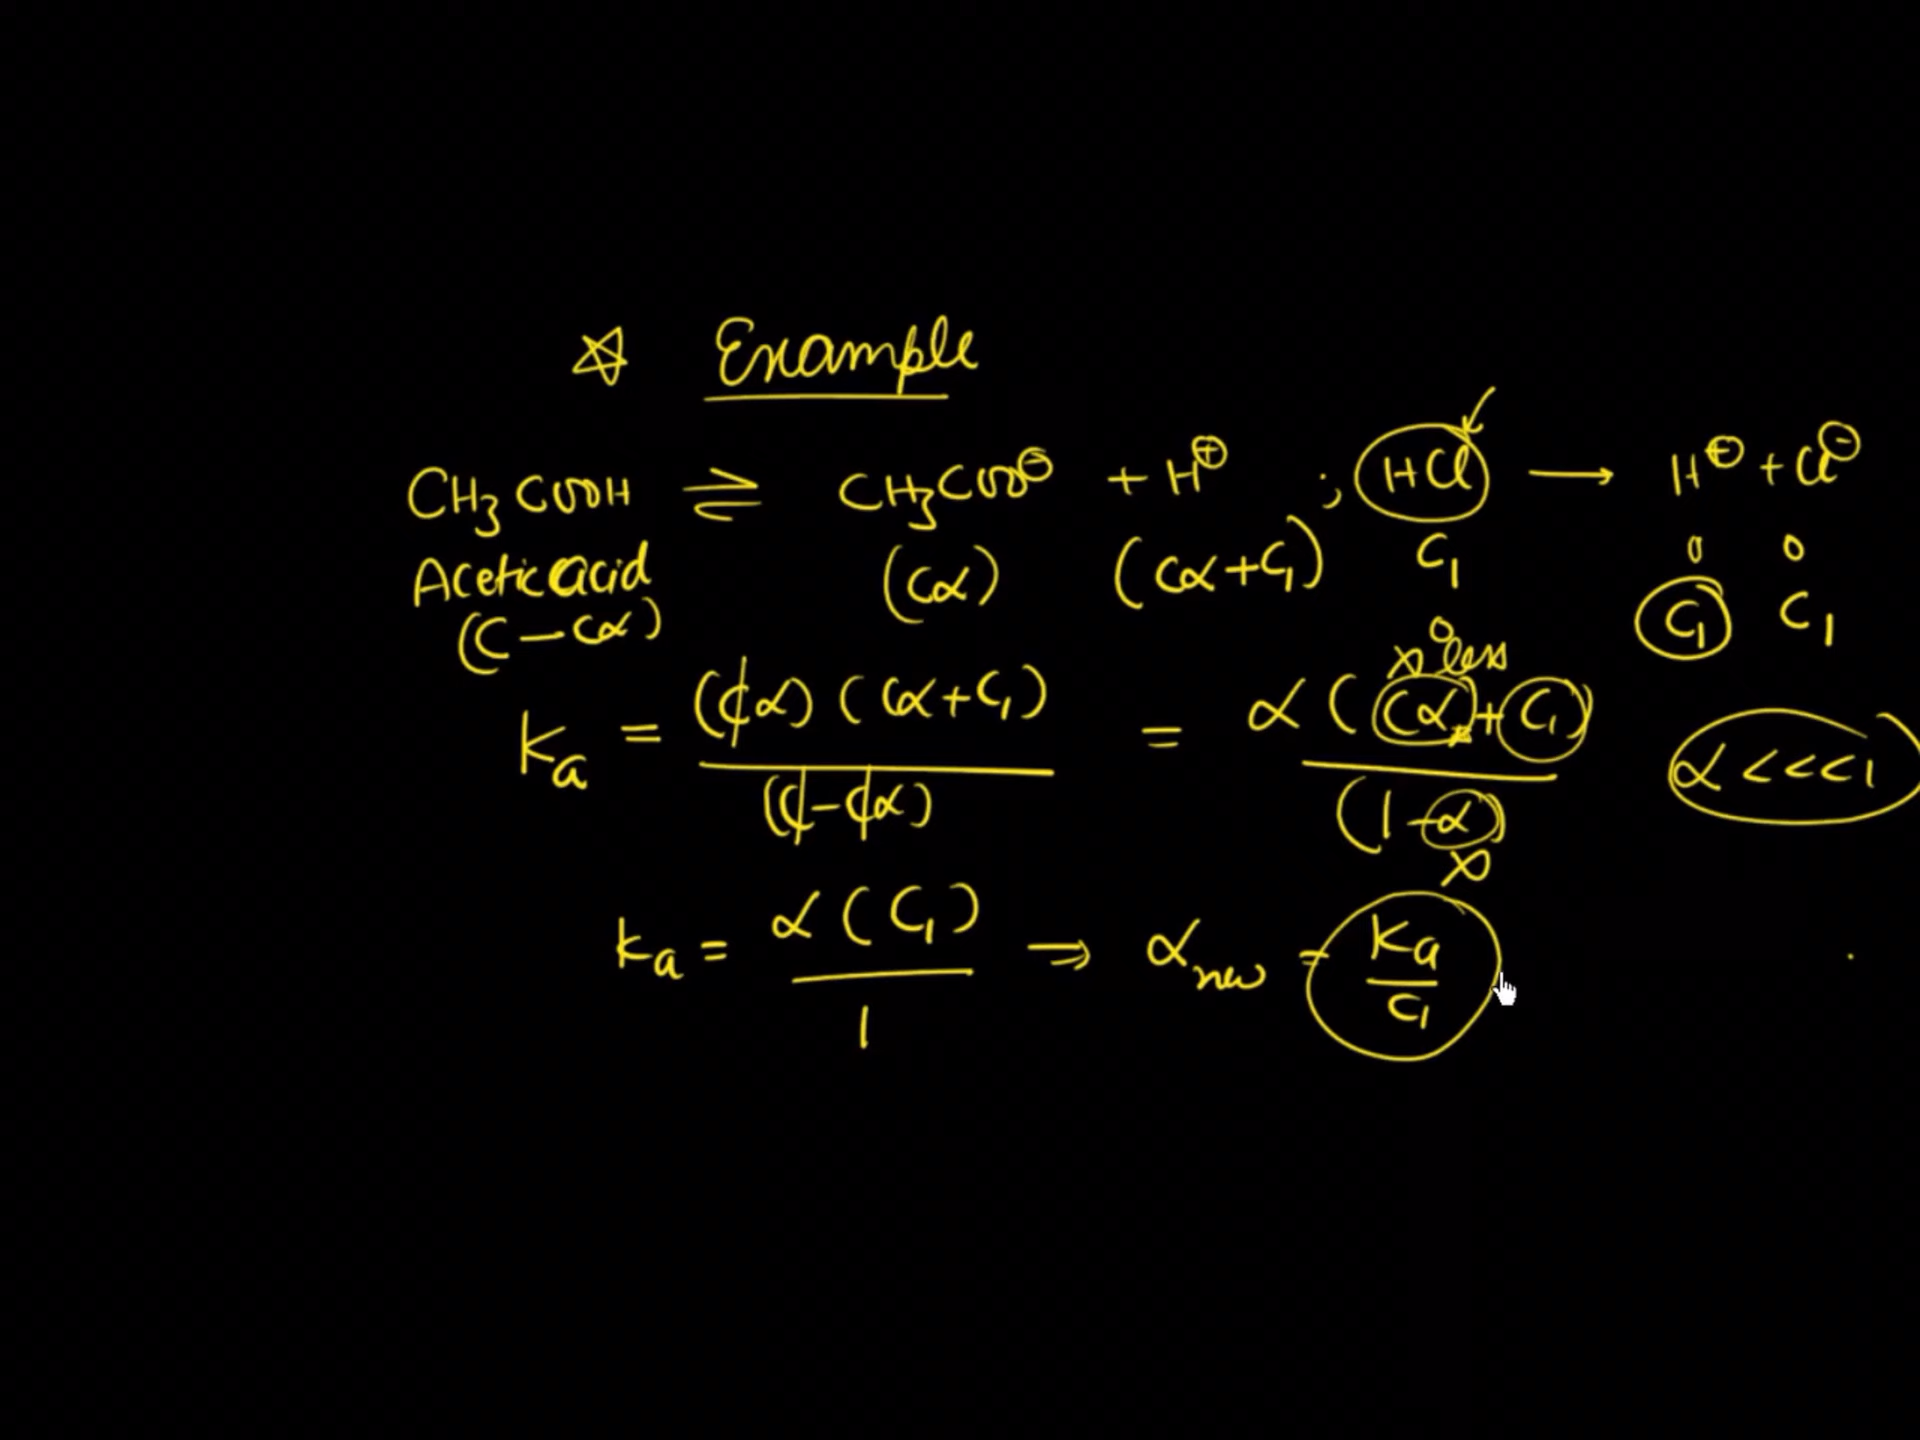 ☆ Example
CH₃COOH ⇌ CH₃COO⊖ + H⊕ ; HCl ⟶ H⊕ + Cl⊖
Acetic acid (Cα) (Cα+C₁) C₁ 0 0
(C – Cα) 0 C₁ C₁
x less
ka = (Cα) (Cα+C₁) / (C–Cα) = α (Cα + C₁) / (1–α) α <<<1
x
ka = α (C₁) / 1 ⇒ αnew = Ka / C₁